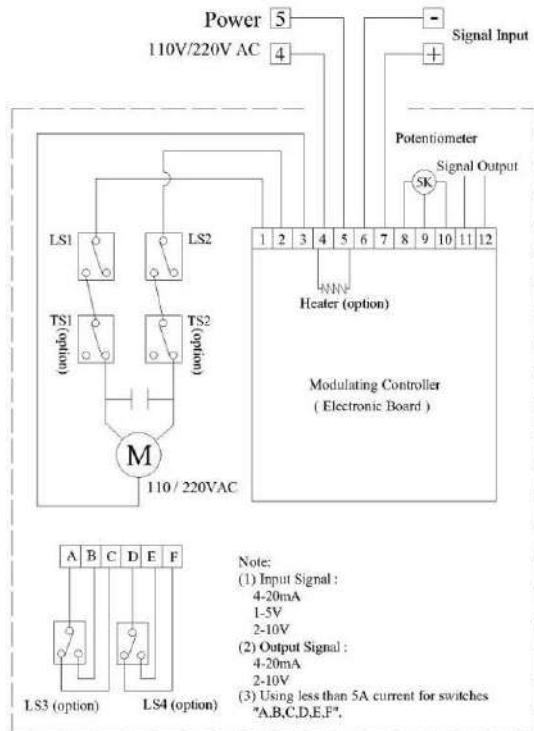 Power 5
110V/220V AC 4
-
Signal Input
+
Potentiometer
Signal Output
5K
1 2 3 4 5 6 7 8 9 10 11 12
LS1
LS2
TS1
(option)
TS2
(option)
Heater (option)
Modulating Controller
( Electronic Board )
M
110 / 220VAC
A B C D E F
LS3 (option)
LS4 (option)
Note:
(1) Input Signal :
4-20mA
1-5V
2-10V
(2) Output Signal :
4-20mA
2-10V
(3) Using less than 5A current for switches
"A,B,C,D,E,F".